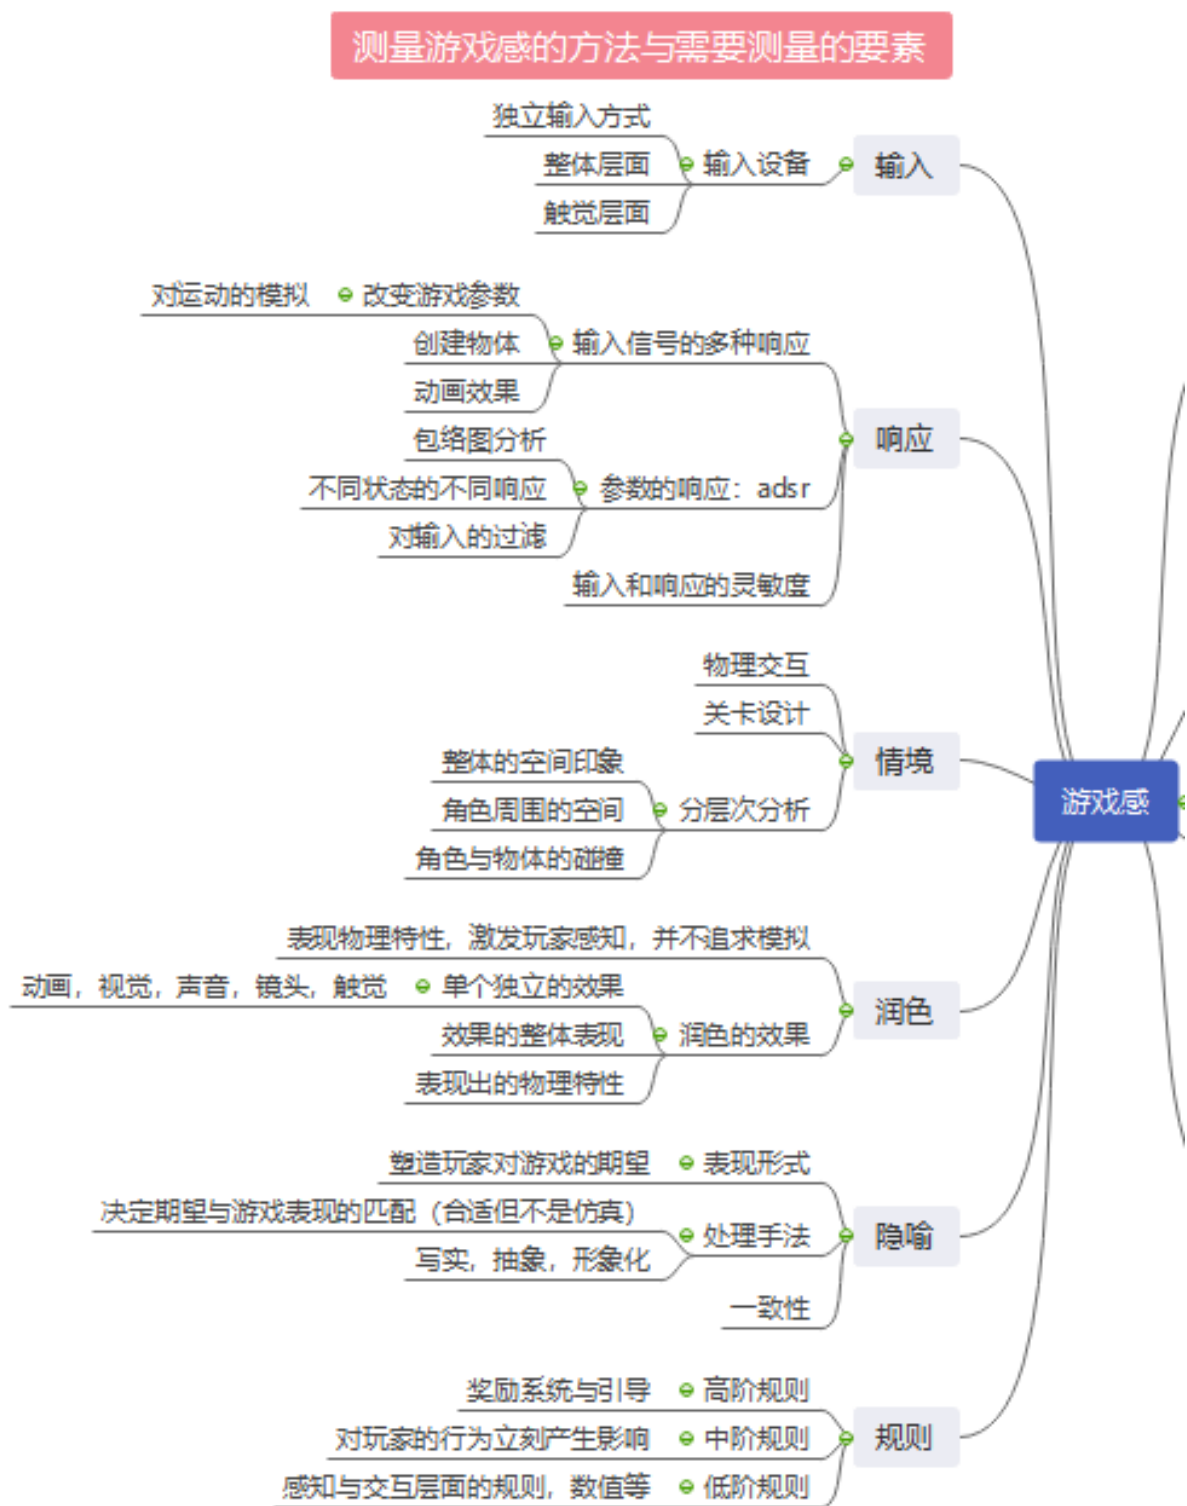 测量游戏感的方法与需要测量的要素
游戏感
输入
输入设备
独立输入方式
整体层面
触觉层面
响应
输入信号的多种响应
改变游戏参数
对运动的模拟
创建物体
动画效果
参数的响应：adsr
包络图分析
不同状态的不同响应
对输入的过滤
输入和响应的灵敏度
情境
物理交互
关卡设计
分层次分析
整体的空间印象
角色周围的空间
角色与物体的碰撞
润色
表现物理特性，激发玩家感知，并不追求模拟
润色的效果
单个独立的效果
动画，视觉，声音，镜头，触觉
效果的整体表现
表现出的物理特性
隐喻
表现形式
塑造玩家对游戏的期望
处理手法
决定期望与游戏表现的匹配（合适但不是仿真）
写实，抽象，形象化
一致性
规则
高阶规则
奖励系统与引导
中阶规则
对玩家的行为立刻产生影响
低阶规则
感知与交互层面的规则，数值等